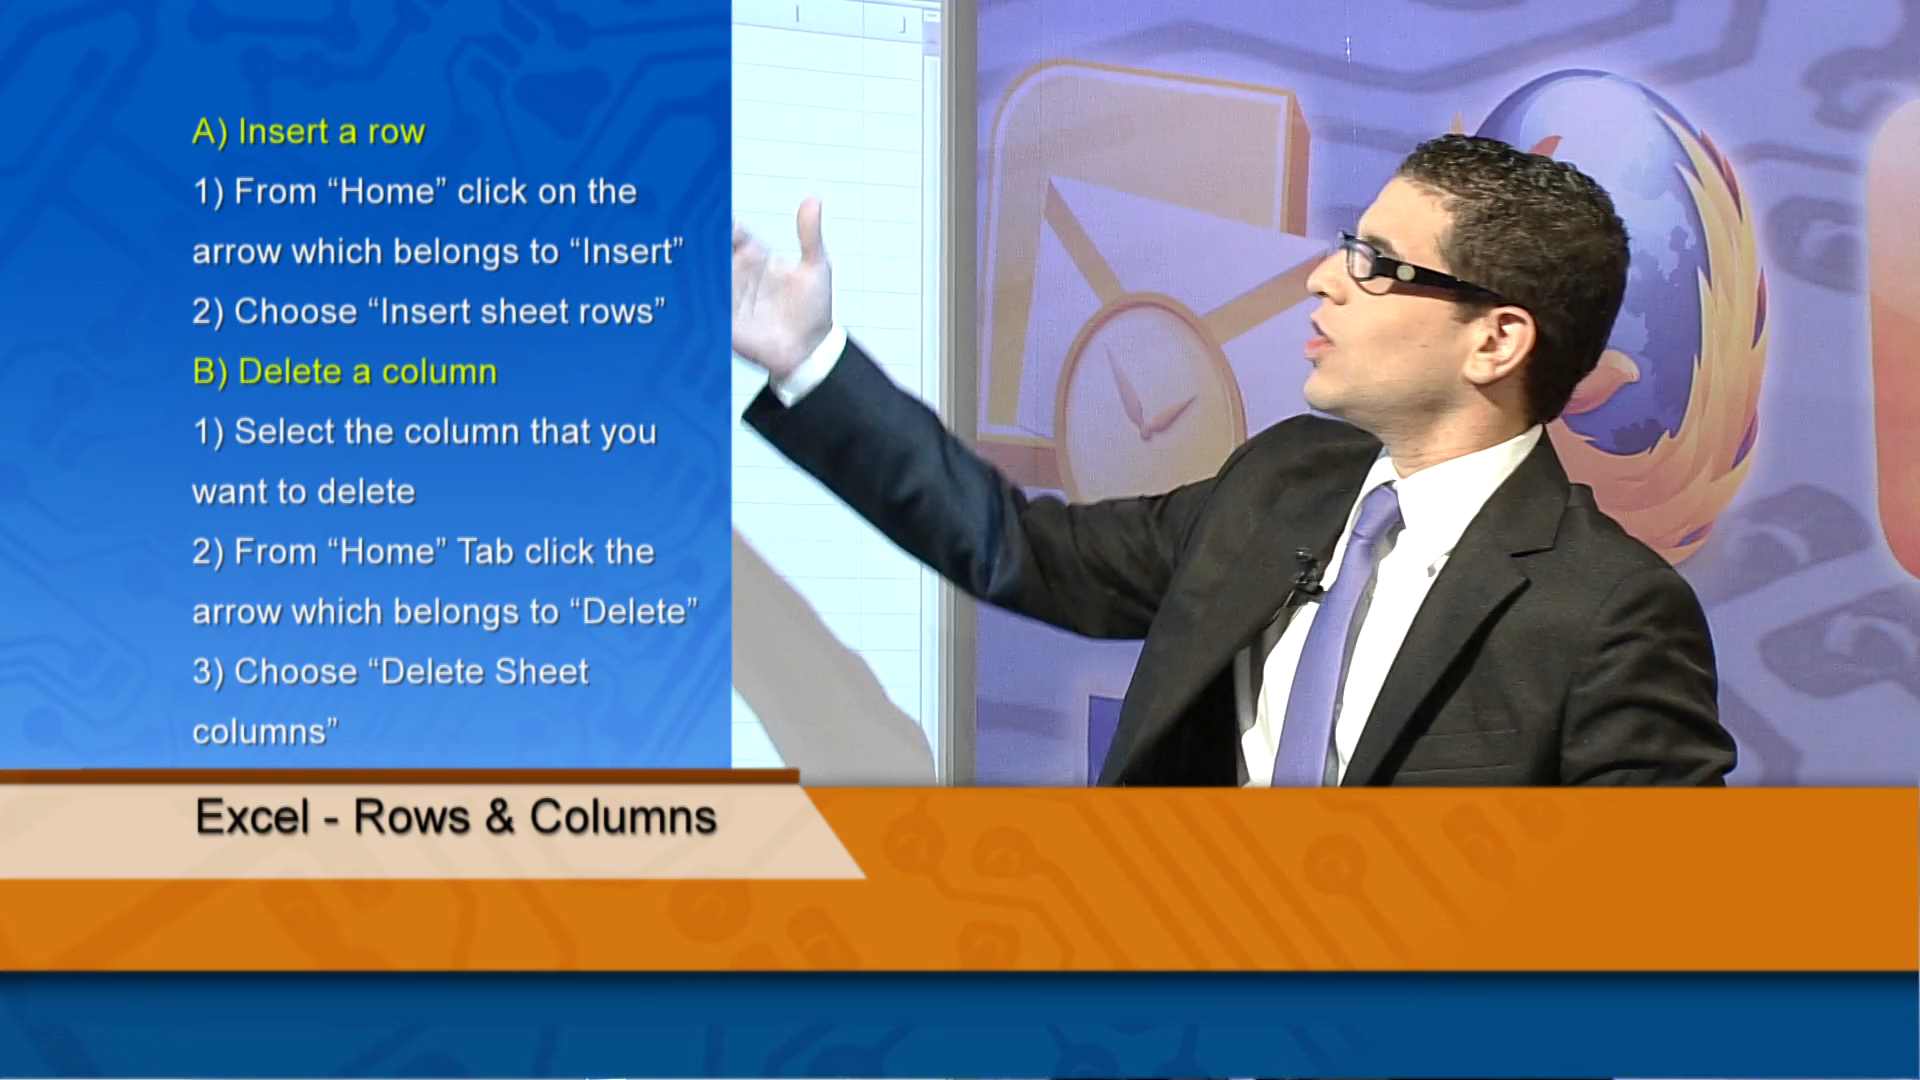 A) Insert a row
1) From “Home” click on the
arrow which belongs to “Insert”
2) Choose “Insert sheet rows”
B) Delete a column
1) Select the column that you
want to delete
2) From “Home” Tab click the
arrow which belongs to “Delete”
3) Choose “Delete Sheet
columns”
Excel - Rows & Columns